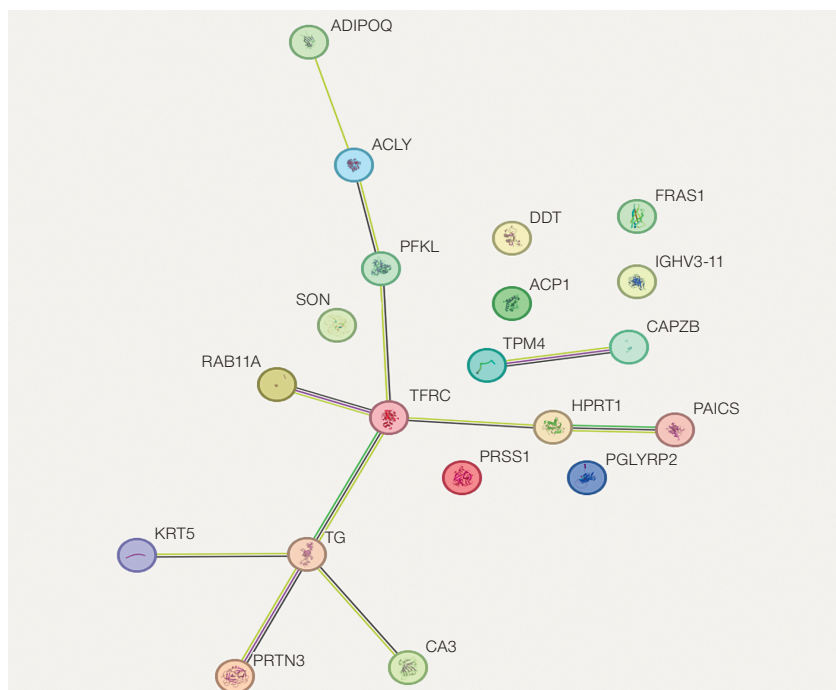 ADIPOQ
ACLY
FRAS1
DDT
PFKL
IGHV3-11
ACP1
SON
CAPZB
TPM4
RAB11A
TFRC
HPRT1
PAICS
PRSS1
PGLYRP2
KRT5
TG
CA3
PRTN3